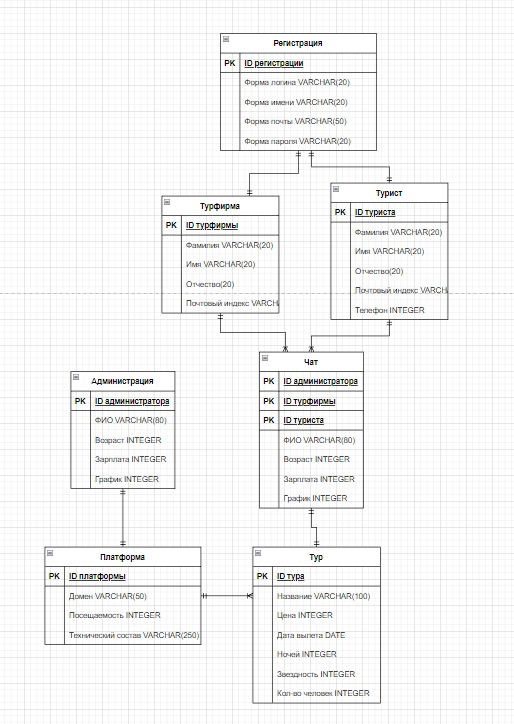 Регистрация
PK ID регистрации
Форма логина VARCHAR(20)
Форма имени VARCHAR(20)
Форма почты VARCHAR(50)
Форма пароля VARCHAR(20)
Турфирма
PK ID турфирмы
Фамилия VARCHAR(20)
Имя VARCHAR(20)
Отчество(20)
Почтовый индекс VARCH
Турист
PK ID туриста
Фамилия VARCHAR(20)
Имя VARCHAR(20)
Отчество(20)
Почтовый индекс VARCH
Телефон INTEGER
Чат
PK ID администратора
PK ID турфирмы
PK ID туриста
ФИО VARCHAR(80)
Возраст INTEGER
Зарплата INTEGER
График INTEGER
Администрация
PK ID администратора
ФИО VARCHAR(80)
Возраст INTEGER
Зарплата INTEGER
График INTEGER
Платформа
PK ID платформы
Домен VARCHAR(50)
Посещаемость INTEGER
Технический состав VARCHAR(250)
Тур
PK ID тура
Название VARCHAR(100)
Цена INTEGER
Дата вылета DATE
Ночей INTEGER
Звездность INTEGER
Кол-во человек INTEGER